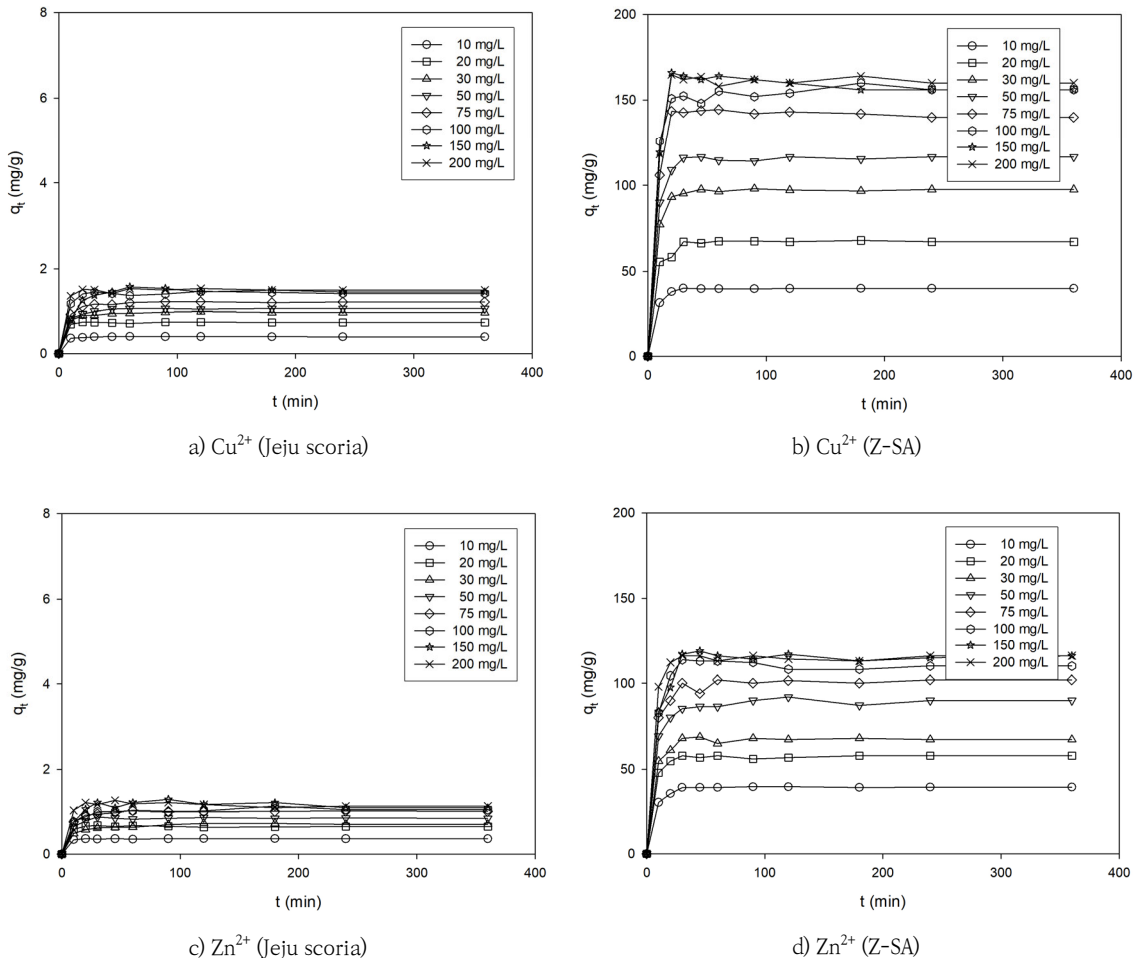 8
6
4
2
0
q_t (mg/g)
0 100 200 300 400
t (min)
10 mg/L
20 mg/L
30 mg/L
50 mg/L
75 mg/L
100 mg/L
150 mg/L
200 mg/L
a) Cu²⁺ (Jeju scoria)
200
150
100
50
0
q_t (mg/g)
0 100 200 300 400
t (min)
10 mg/L
20 mg/L
30 mg/L
50 mg/L
75 mg/L
100 mg/L
150 mg/L
200 mg/L
b) Cu²⁺ (Z-SA)
8
6
4
2
0
q_t (mg/g)
0 100 200 300 400
t (min)
10 mg/L
20 mg/L
30 mg/L
50 mg/L
75 mg/L
100 mg/L
150 mg/L
200 mg/L
c) Zn²⁺ (Jeju scoria)
200
150
100
50
0
q_t (mg/g)
0 100 200 300 400
t (min)
10 mg/L
20 mg/L
30 mg/L
50 mg/L
75 mg/L
100 mg/L
150 mg/L
200 mg/L
d) Zn²⁺ (Z-SA)